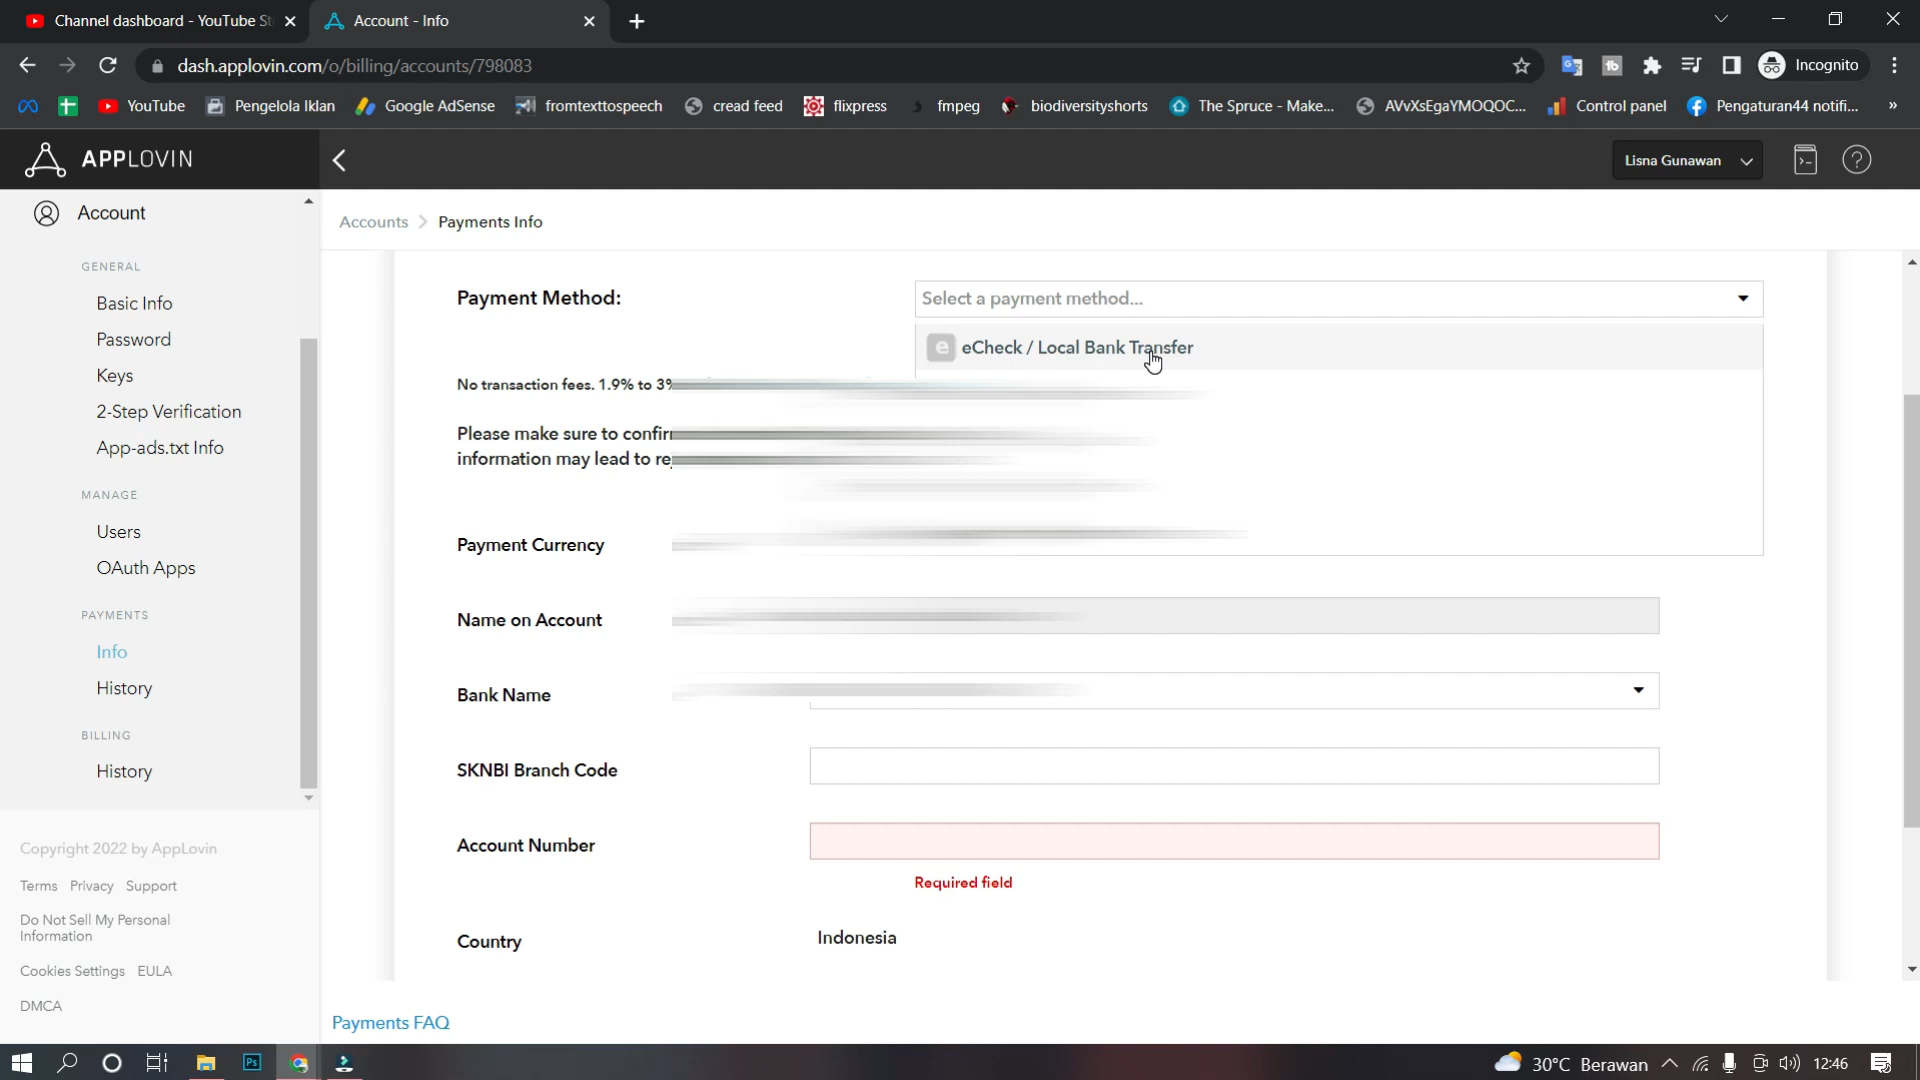 Channel dashboard - YouTube St
Account - Info
dash.applovin.com/o/billing/accounts/798083
Incognito
YouTube
Pengelola Iklan
Google AdSense
fromtexttospeech
cread feed
flixpress
fmpeg
biodiversityshorts
The Spruce - Make...
AVvXsEgaYMOQOC...
Control panel
Pengaturan44 notifi...
»
APPLOVIN
Lisna Gunawan
Account
Accounts > Payments Info
GENERAL
Basic Info
Password
Keys
2-Step Verification
App-ads.txt Info
MANAGE
Users
OAuth Apps
PAYMENTS
Info
History
BILLING
History
Copyright 2022 by AppLovin
Terms Privacy Support
Do Not Sell My Personal
Information
Cookies Settings EULA
DMCA
Payment Method:
Select a payment method...
e eCheck / Local Bank Transfer
No transaction fees. 1.9% to 3%
Please make sure to
information may lead to
Payment Currency
Name on Account
Bank Name
SKNBI Branch Code
Account Number
Required field
Country
Indonesia
Payments FAQ
Ps
30°C Berawan
12:46